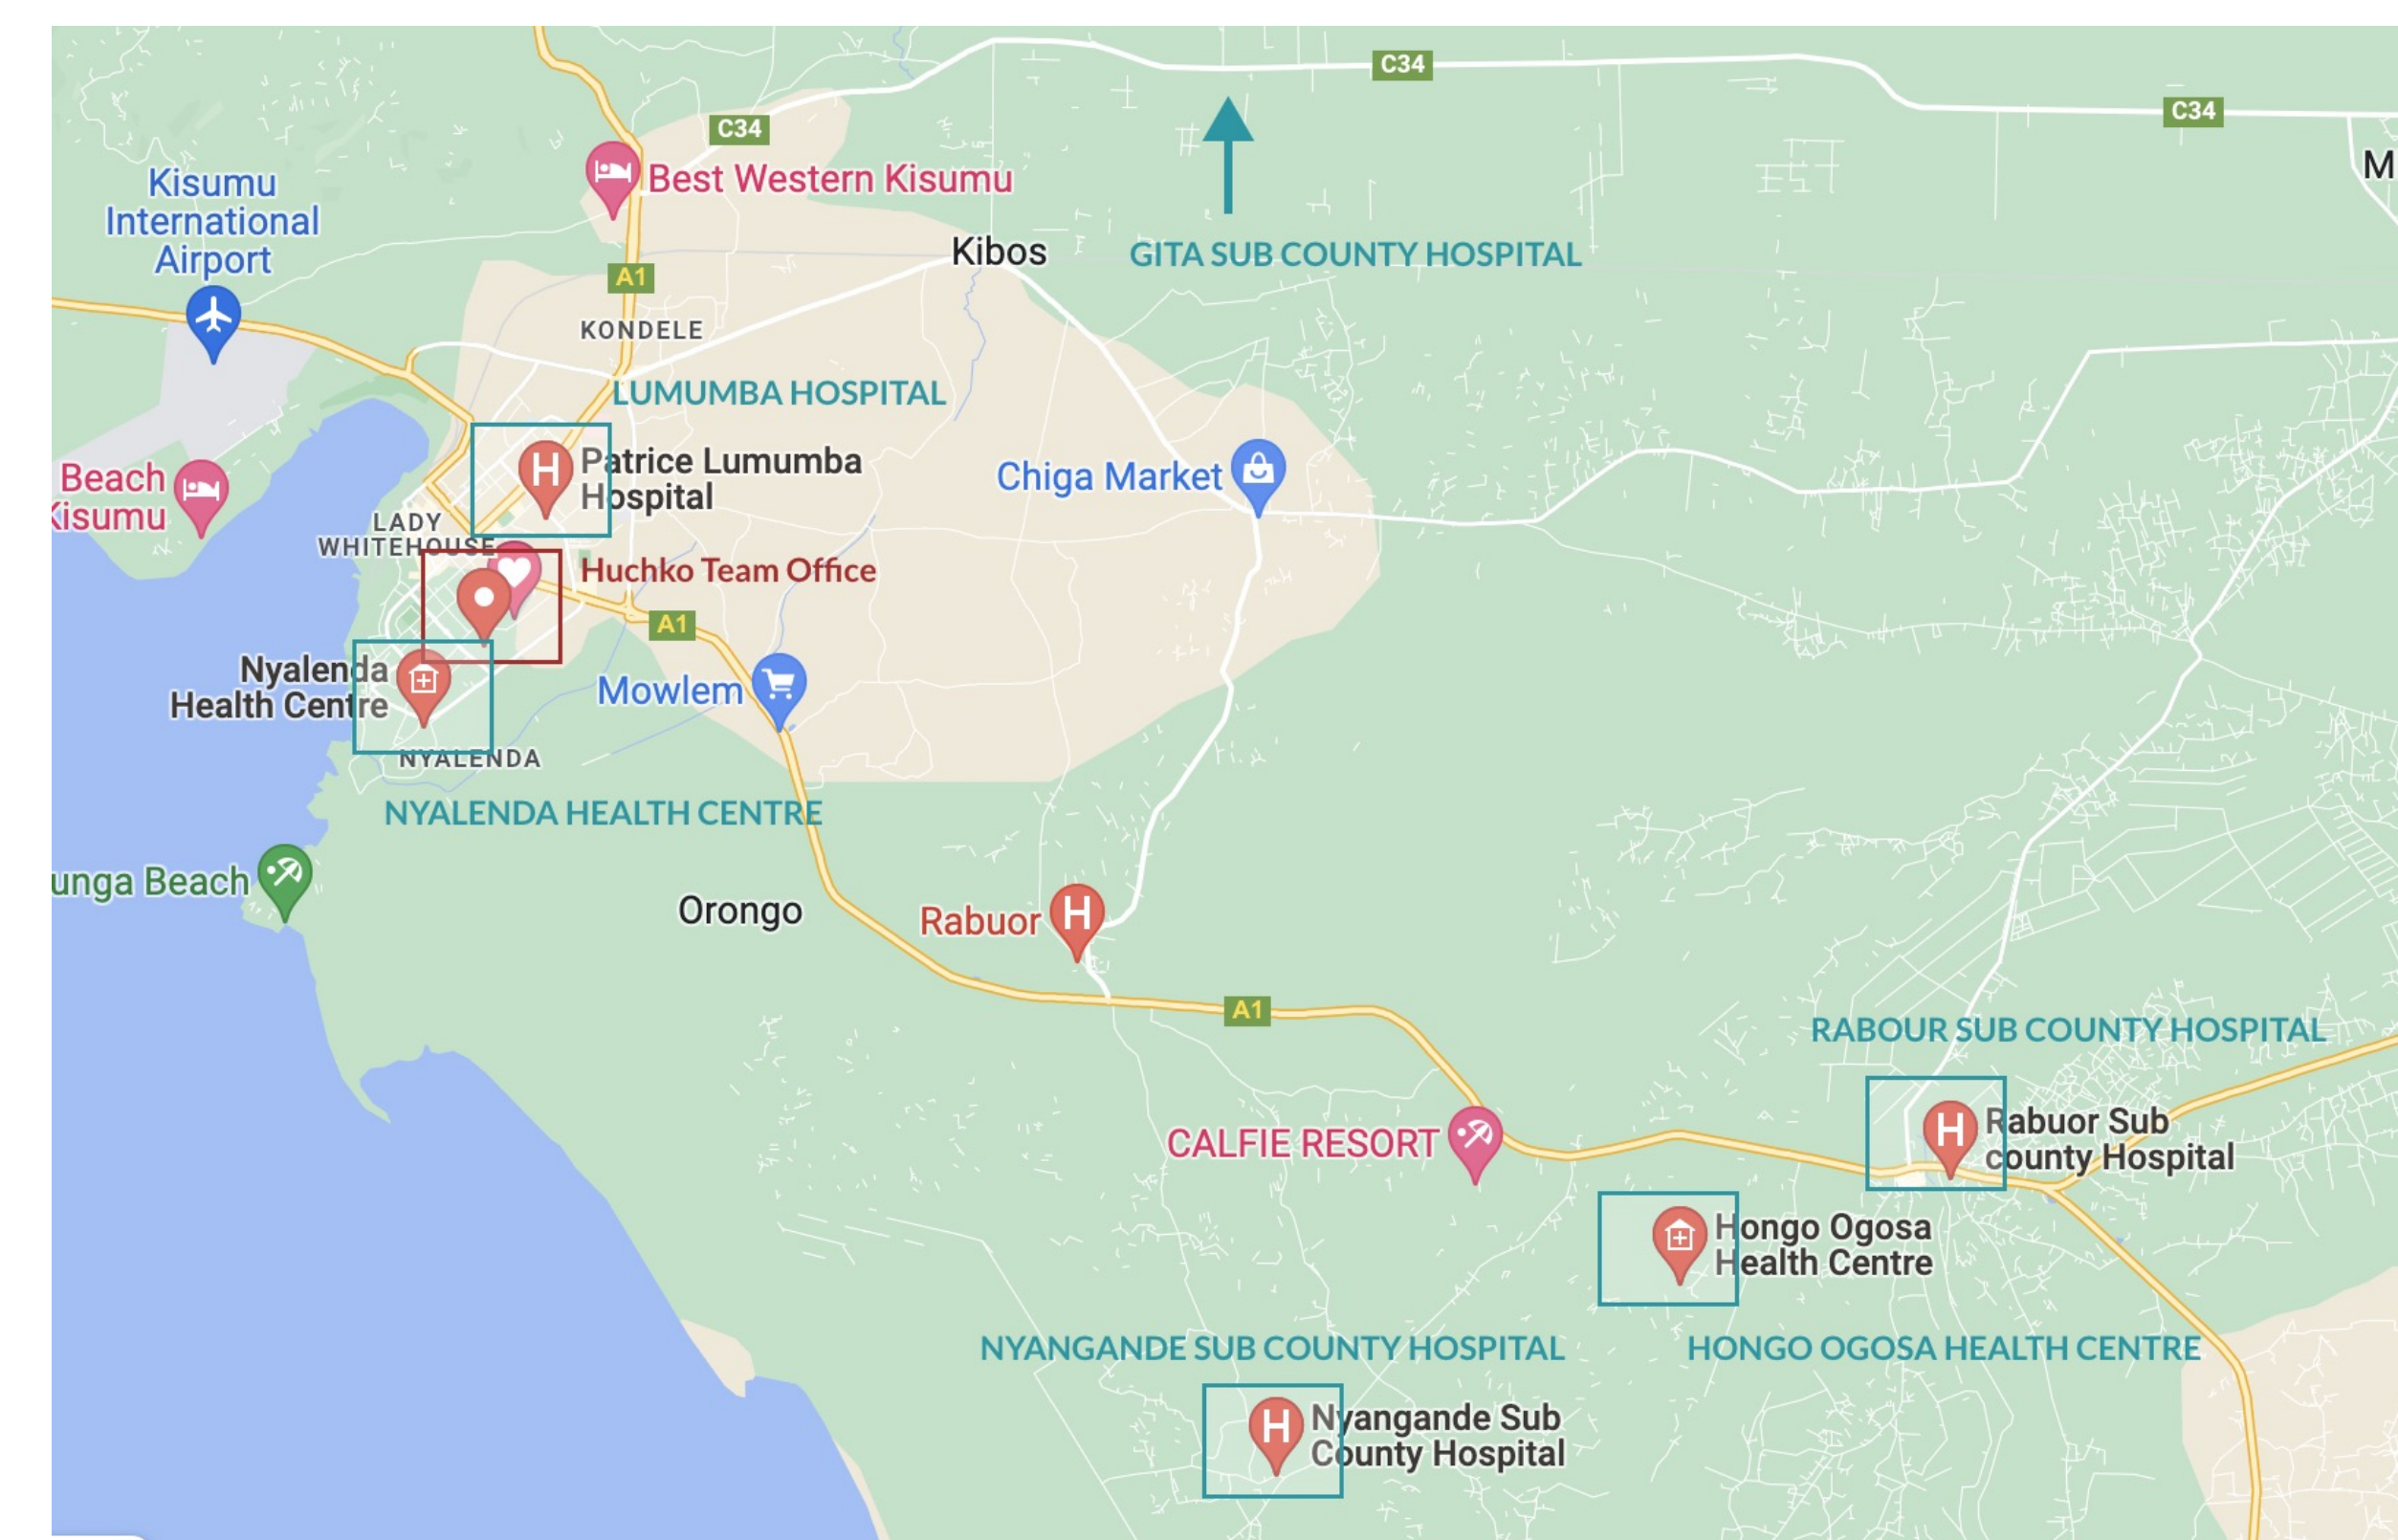 C34
C34
C34
M
Kisumu
International
Airport
Best Western Kisumu
Kibos
GITA SUB COUNTY HOSPITAL
A1
KONDELE
LUMUMBA HOSPITAL
Patrice Lumumba
Hospital
Chiga Market
Beach
Kisumu
LADY
WHITEHOUSE
Huchko Team Office
A1
Nyalenda
Health Centre
Mowlem
NYALENDA
NYALENDA HEALTH CENTRE
unga Beach
Orongo
Rabuor
A1
RABOUR SUB COUNTY HOSPITAL
CALFIE RESORT
Rabuor Sub
county Hospital
Hongo Ogosa
Health Centre
NYANGANDE SUB COUNTY HOSPITAL
HONGO OGOSA HEALTH CENTRE
Nyangande Sub
County Hospital